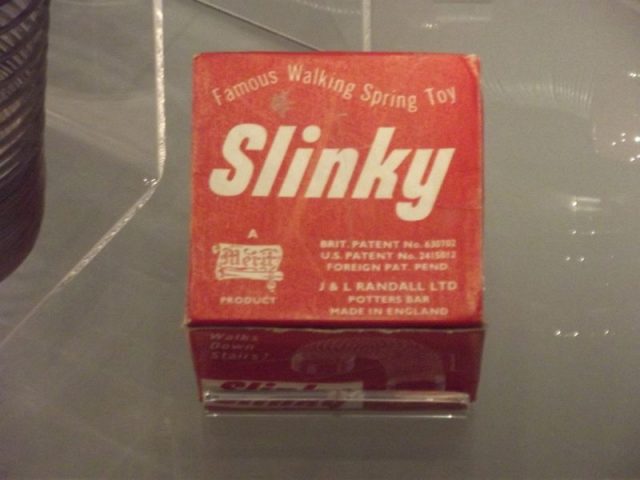 Famous Walking Spring Toy
Slinky
A
Merit
PRODUCT
BRIT. PATENT No. 630702
U.S. PATENT No. 2415012
FOREIGN PAT. PEND.
J & L RANDALL LTD
POTTERS BAR
MADE IN ENGLAND
Walks
Down
Stairs!
Slinky